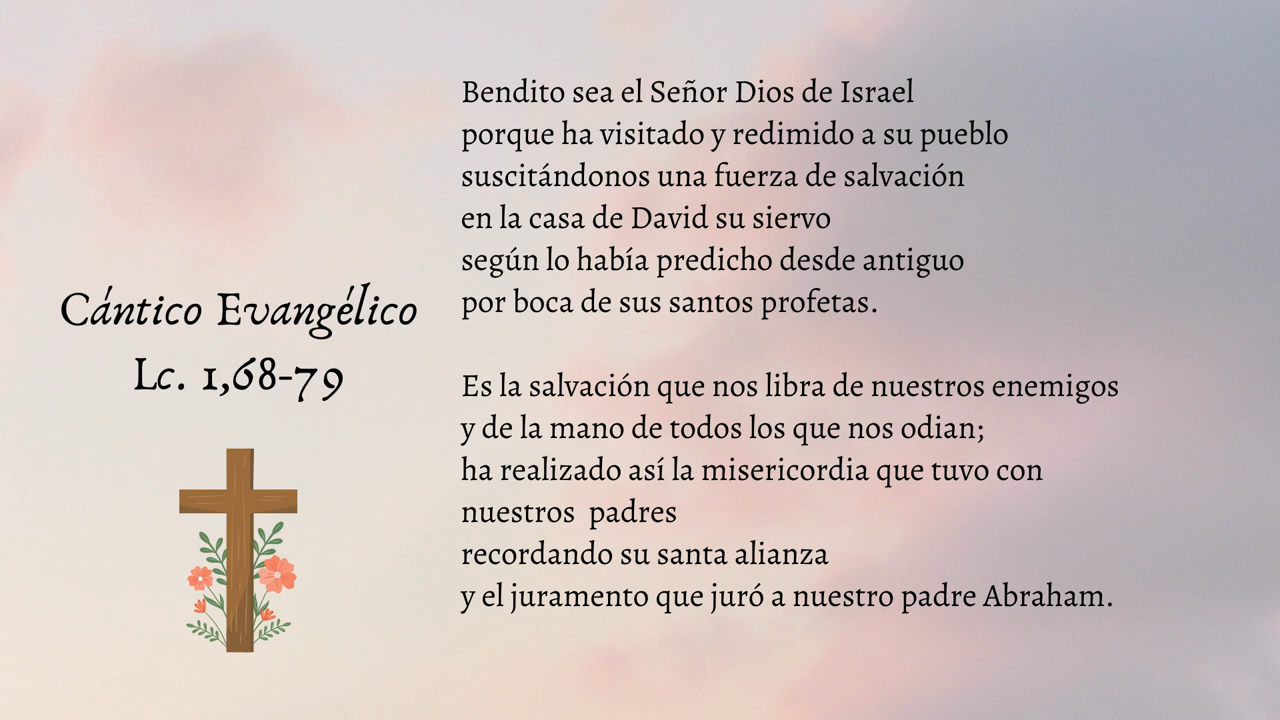 Cántico Evangélico
Lc. 1,68-79
Bendito sea el Señor Dios de Israel
porque ha visitado y redimido a su pueblo
suscitándonos una fuerza de salvación
en la casa de David su siervo
según lo había predicho desde antiguo
por boca de sus santos profetas.
Es la salvación que nos libra de nuestros enemigos
y de la mano de todos los que nos odian;
ha realizado así la misericordia que tuvo con
nuestros  padres
recordando su santa alianza
y el juramento que juró a nuestro padre Abraham.